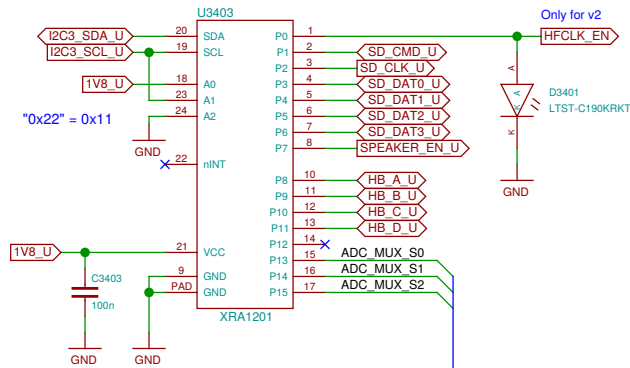 U3403
Only for v2
I2C3_SDA_U 20 SDA P0 1 HFCLK_EN
I2C3_SCL_U 19 SCL P1 2 SD_CMD_U
P2 3 SD_CLK_U
1V8_U 18 A0 P3 4 SD_DAT0_U
23 A1 P4 5 SD_DAT1_U
24 A2 P5 6 SD_DAT2_U
"0x22" = 0x11
P6 7 SD_DAT3_U
P7 8 SPEAKER_EN_U
GND
22 nINT
P8 10 HB_A_U
P9 11 HB_B_U
P10 12 HB_C_U
P11 13 HB_D_U
P12 14
1V8_U 21 VCC P13 15 ADC_MUX_S0
9 GND P14 16 ADC_MUX_S1
PAD GND P15 17 ADC_MUX_S2
C3403
100n
XRA1201
GND
GND
A
A
K
K
D3401
LTST-C190KRKT
GND